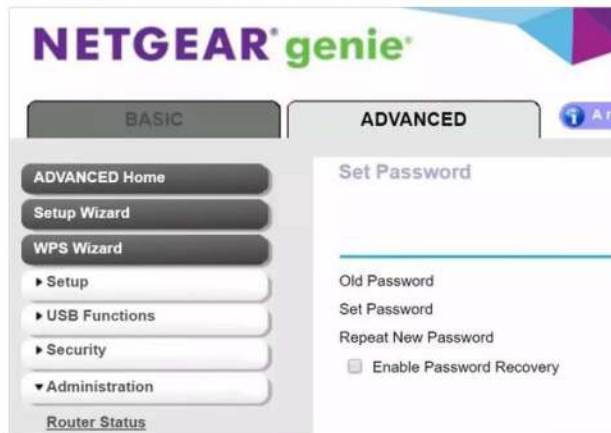 NETGEAR® genie®
BASIC
ADVANCED
A r
ADVANCED Home
Setup Wizard
WPS Wizard
Setup
USB Functions
Security
Administration
Router Status
Set Password
Old Password
Set Password
Repeat New Password
Enable Password Recovery